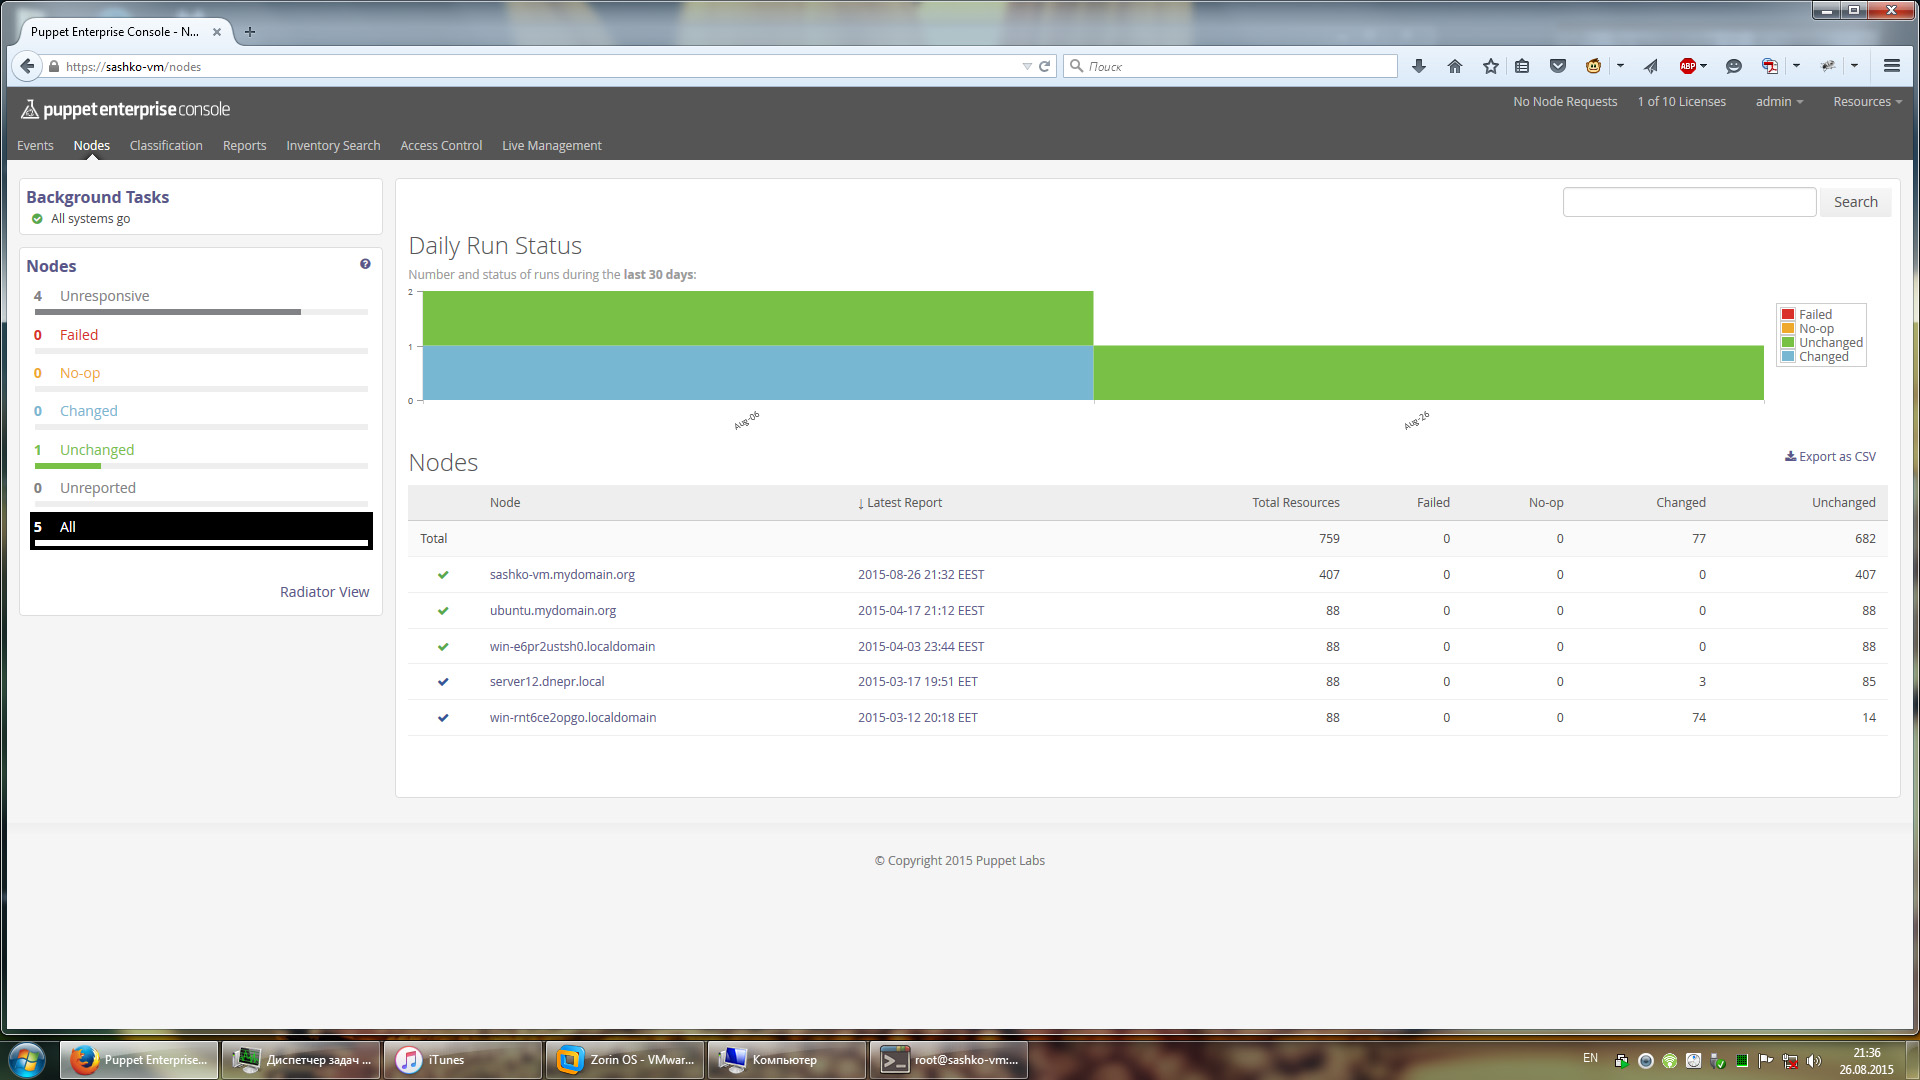 Puppet Enterprise Console - N...
https://sashko-vm/nodes
Поиск
ABP
puppet enterprise console
No Node Requests
1 of 10 Licenses
admin
Resources
Events
Nodes
Classification
Reports
Inventory Search
Access Control
Live Management
Background Tasks
All systems go
Nodes
?
4 Unresponsive
0 Failed
0 No-op
0 Changed
1 Unchanged
0 Unreported
5 All
Radiator View
Search
Daily Run Status
Number and status of runs during the last 30 days:
2
1
0
Aug-06
Aug-26
Failed
No-op
Unchanged
Changed
Nodes
Export as CSV
Node ↓ Latest Report Total Resources Failed No-op Changed Unchanged
Total 759 0 0 77 682
sashko-vm.mydomain.org 2015-08-26 21:32 EEST 407 0 0 0 407
ubuntu.mydomain.org 2015-04-17 21:12 EEST 88 0 0 0 88
win-e6pr2ustsh0.localdomain 2015-04-03 23:44 EEST 88 0 0 0 88
server12.dnepr.local 2015-03-17 19:51 EET 88 0 0 3 85
win-rnt6ce2opgo.localdomain 2015-03-12 20:18 EET 88 0 0 74 14
© Copyright 2015 Puppet Labs
Puppet Enterprise...
Диспетчер задач ...
iTunes
Zorin OS - VMwar...
Компьютер
root@sashko-vm:...
EN
21:36
26.08.2015